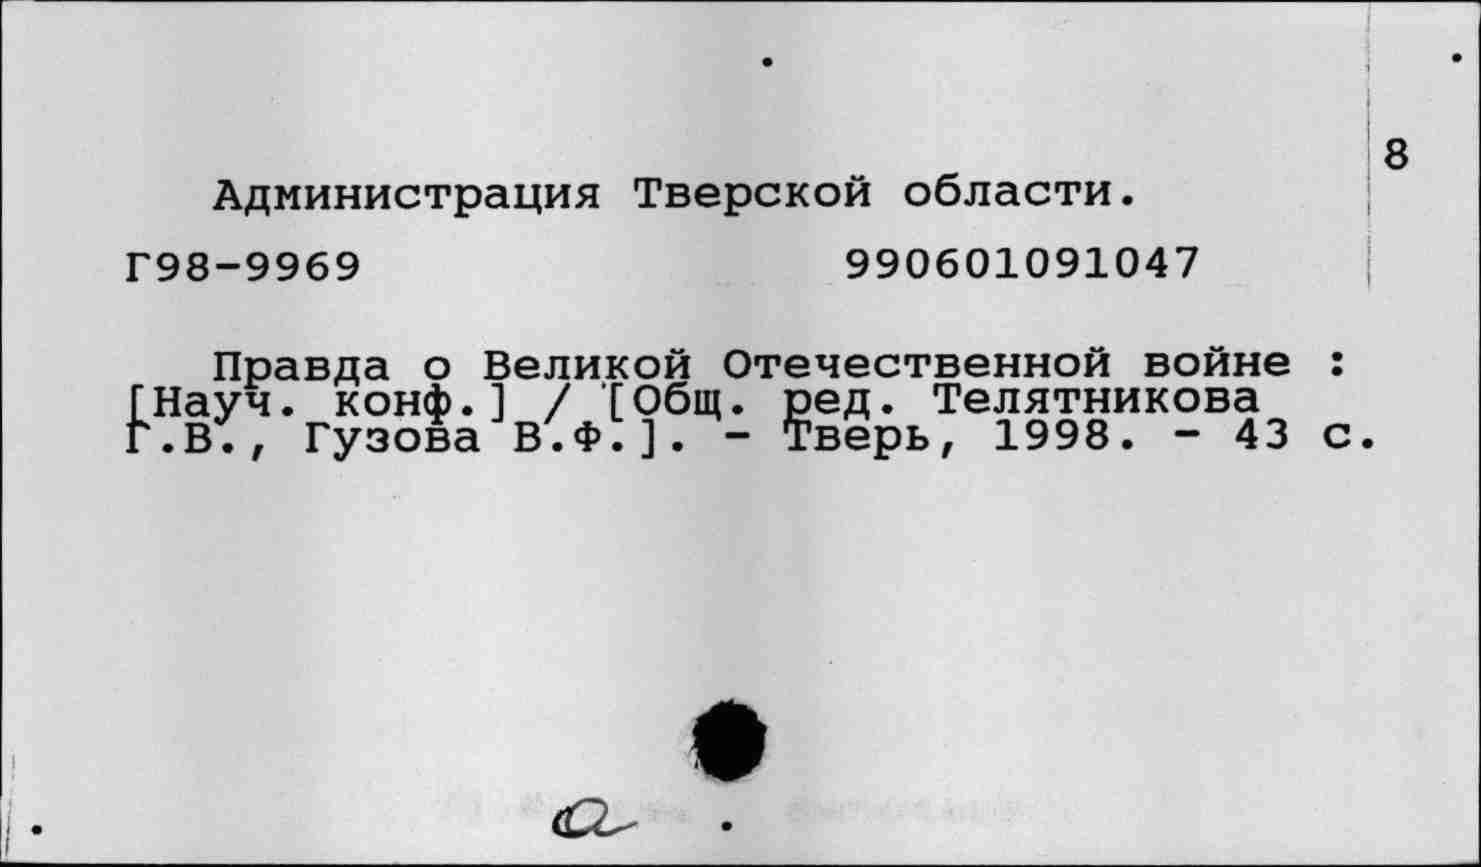 8
Администрация Тверской области.
Г98-9969 990601091047
Правда о Великой Отечественной войне :
[Науч. конф.] / [Общ. ред. Телятникова
Г.В., Гузова В.Ф.]. - Тверь, 1998. - 43 с.